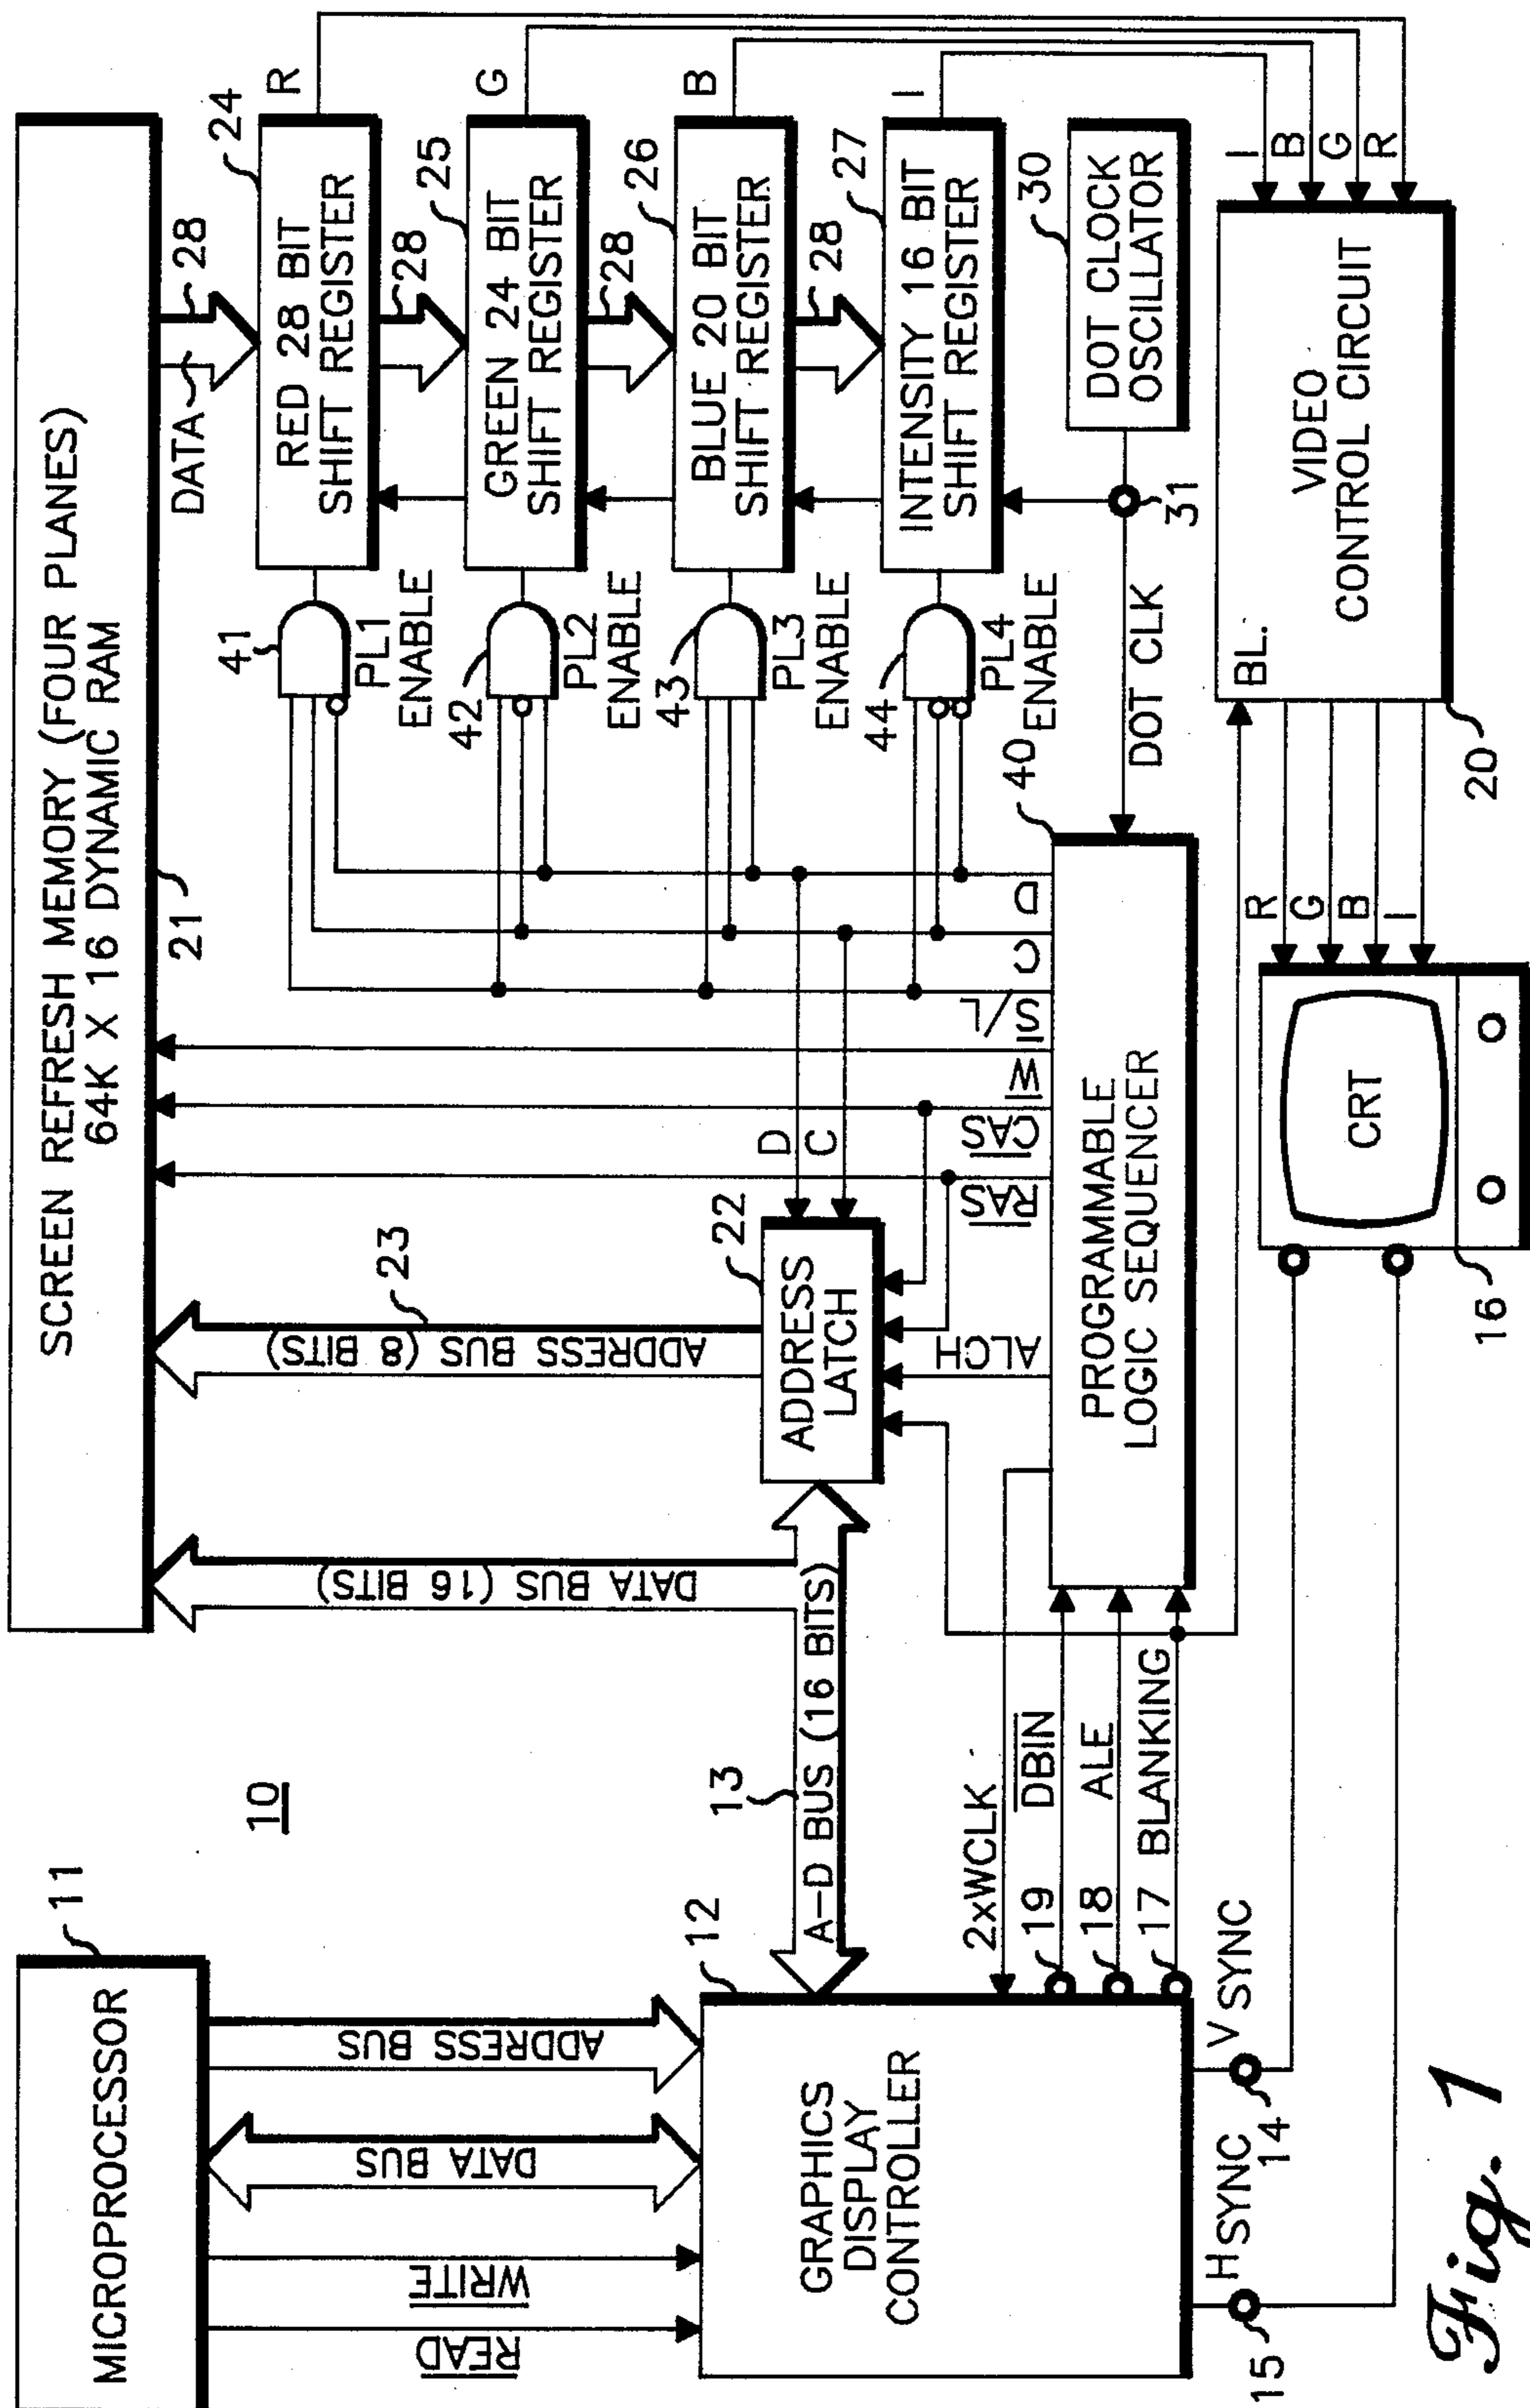 MICROPROCESSOR
11
READ
WRITE
DATA BUS
ADDRESS BUS
10
GRAPHICS
DISPLAY
CONTROLLER
12
A-D BUS (16 BITS)
13
2xWCLK
19
DBIN
18
ALE
17
BLANKING
H SYNC
15
V SYNC
14
SCREEN REFRESH MEMORY (FOUR PLANES)
64K X 16 DYNAMIC RAM
21
DATA BUS (16 BITS)
ADDRESS BUS (8 BITS)
23
ADDRESS
LATCH
22
D
C
ALCH
RAS
CAS
W
S/L
C
D
PROGRAMMABLE
LOGIC SEQUENCER
40
DOT CLK
41
PL1
ENABLE
42
PL2
ENABLE
43
PL3
ENABLE
44
PL4
ENABLE
DATA
28
RED 28 BIT
SHIFT REGISTER
24
R
28
GREEN 24 BIT
SHIFT REGISTER
25
G
28
BLUE 20 BIT
SHIFT REGISTER
26
B
28
INTENSITY 16 BIT
SHIFT REGISTER
27
I
DOT CLOCK
OSCILLATOR
30
31
I
B
G
R
BL.
VIDEO
CONTROL CIRCUIT
20
R
G
B
I
CRT
16
Fig. 1